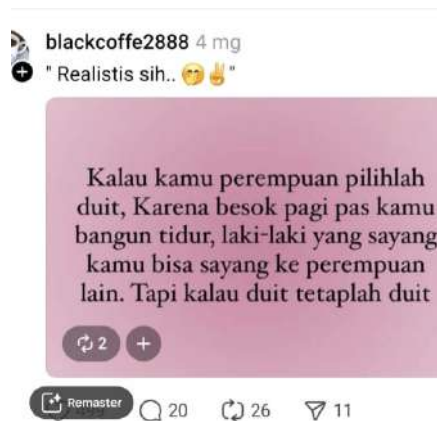 blackcoffe2888 4 mg
" Realistis sih.. 🤭✌️"
Kalau kamu perempuan pilihlah
duit, Karena besok pagi pas kamu
bangun tidur, laki-laki yang sayang
kamu bisa sayang ke perempuan
lain. Tapi kalau duit tetaplah duit
2
Remaster 20 26 11